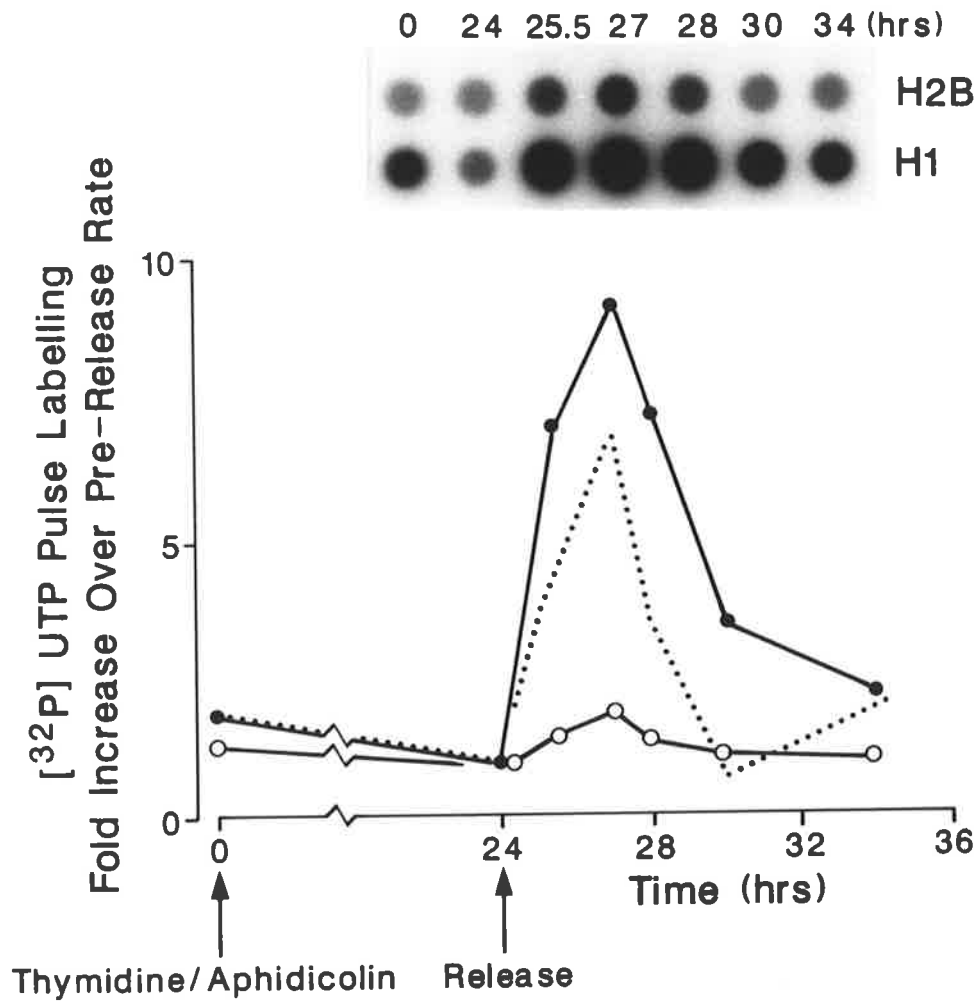 0 24 25.5 27 28 30 34 (hrs)
H2B
H1
[³²P] UTP Pulse Labelling
Fold Increase Over Pre-Release Rate
10
5
0
0 24 28 32 36
Time (hrs)
Thymidine/Aphidicolin Release